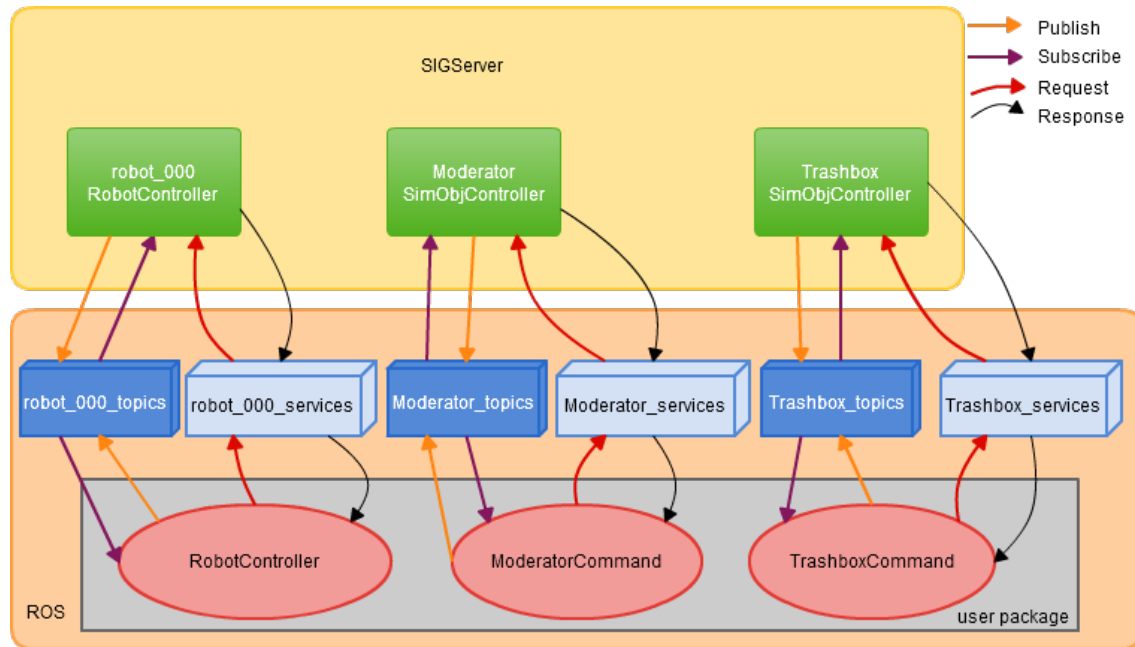 SIGServer
Publish
Subscribe
Request
Response
robot_000
RobotController
Moderator
SimObjController
Trashbox
SimObjController
robot_000_topics
robot_000_services
Moderator_topics
Moderator_services
Trashbox_topics
Trashbox_services
RobotController
ModeratorCommand
TrashboxCommand
ROS
user package